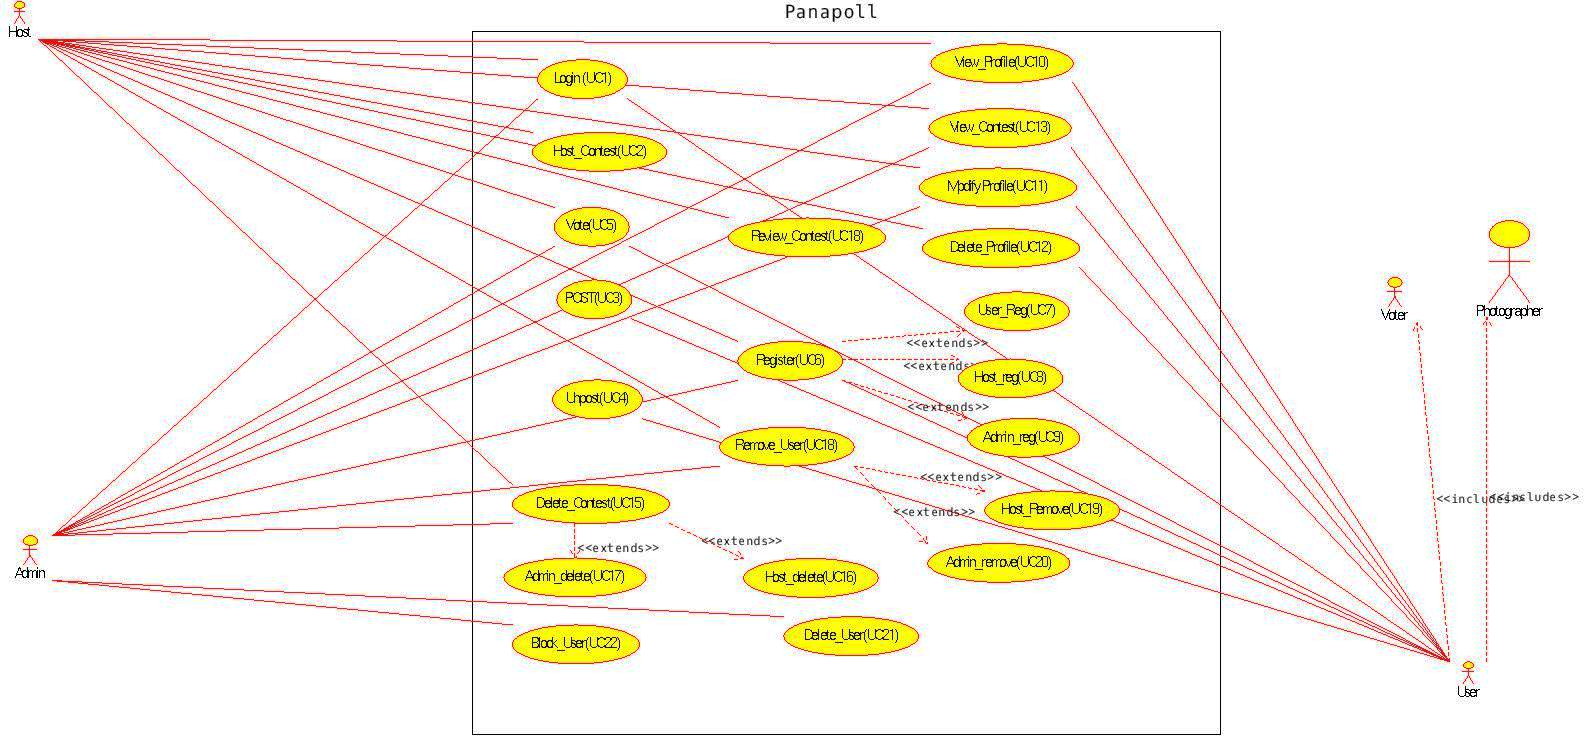 Panapoll
Host
Login (UC1)
View_Profile(UC10)
View_Contest(UC13)
Host_Contest(UC2)
Modify Profile(UC11)
Vote(UC5)
Review_Contest(UC18)
Delete_Profile(UC12)
POST(UC3)
User_Reg(UC7)
Voter
Photographer
<<extends>>
Register(UC6)
<<extends
Host_reg(UC8)
Unpost(UC4)
<<extends>>
Admin_reg(UC9)
Remove_User(UC18)
<<extends>>
Delete_Contest(UC15)
Host_Remove(UC19)
<<includes>>
<<includes>>
<<extends>>
<<extends>>
<<extends>>
Admin
Admin_delete(UC17)
Host_delete(UC16)
Admin_remove(UC20)
Block_User(UC22)
Delete_User(UC21)
User